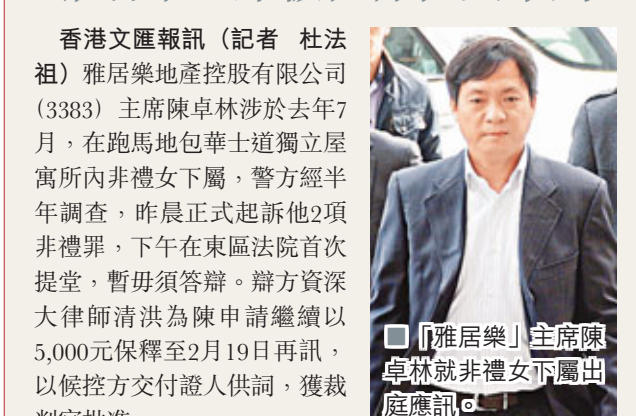 香港文匯報訊（記者　杜法
祖）雅居樂地產控股有限公司
(3383）主席陳卓林涉於去年7
月，在跑馬地包華士道獨立屋
寓所內非禮女下屬，警方經半
年調查，昨晨正式起訴他2項
非禮罪，下午在東區法院首次
提堂，暫毋須答辯。辯方資深
大律師清洪為陳申請繼續以
5,000元保釋至2月19日再訊，
以候控方交付證人供詞，獲裁
■「雅居樂」主席陳
卓林就非禮女下屬出
庭應訊。